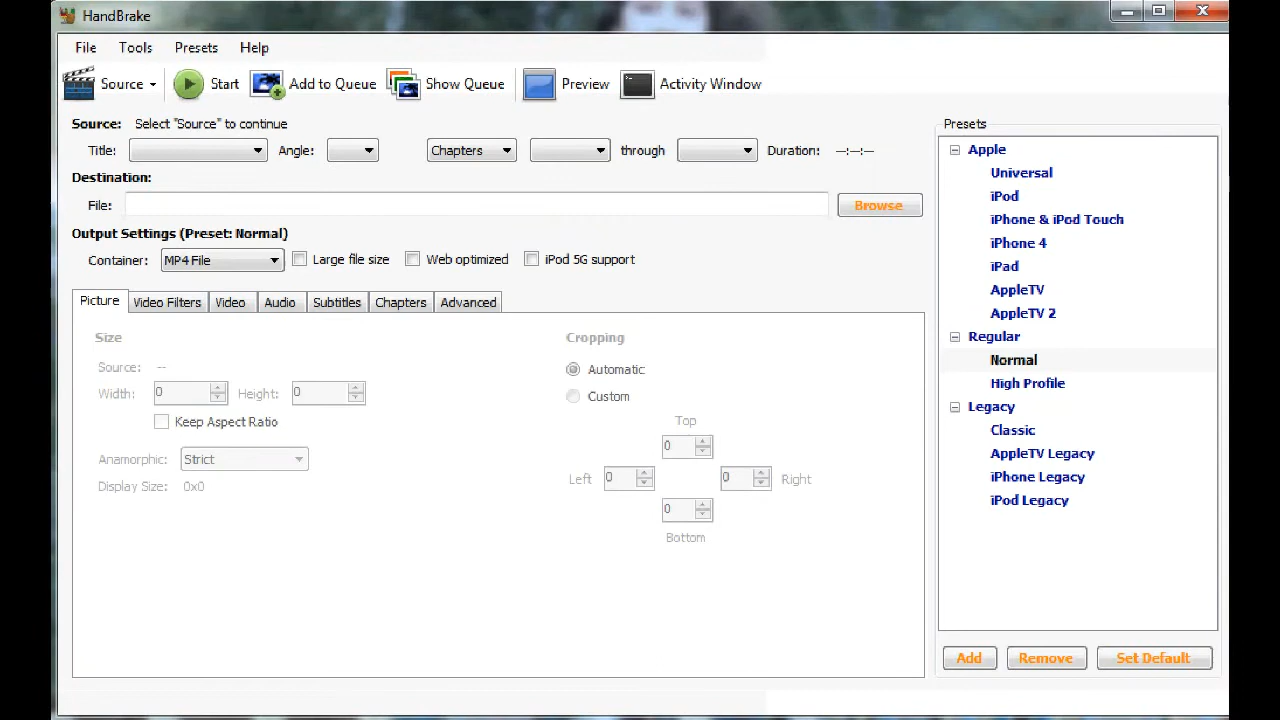 HandBrake
File Tools Presets Help
Source Start Add to Queue Show Queue Preview Activity Window
Source: Select "Source" to continue
Title: Angle: Chapters through Duration: --:--:--
Destination:
File: Browse
Output Settings (Preset: Normal)
Container: MP4 File Large file size Web optimized iPod 5G support
Picture Video Filters Video Audio Subtitles Chapters Advanced
Size
Source: --
Width: 0 Height: 0
Keep Aspect Ratio
Anamorphic: Strict
Display Size: 0x0
Cropping
Automatic
Custom
Top
0
Left 0 0 Right
0
Bottom
Presets
Apple
Universal
iPod
iPhone & iPod Touch
iPhone 4
iPad
AppleTV
AppleTV 2
Regular
Normal
High Profile
Legacy
Classic
AppleTV Legacy
iPhone Legacy
iPod Legacy
Add Remove Set Default